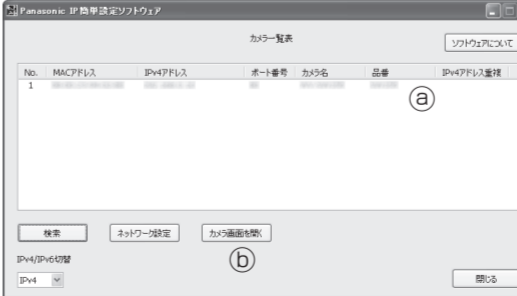 Panasonic IP簡単設定ソフトウェア
カメラ一覧表
ソフトウェアについて
No. MACアドレス IPv4アドレス ポート番号 カメラ名 品番 IPv4アドレス重複
1
ⓐ
検索 ネットワーク設定 カメラ画面を開く
ⓑ
IPv4/IPv6切替
IPv4 閉じる